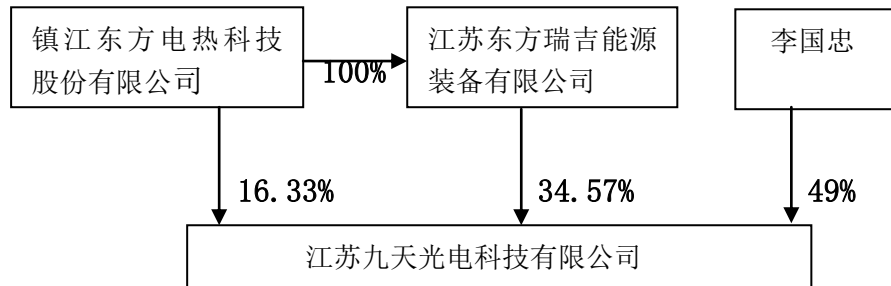 镇江东方电热科技
股份有限公司
100%
江苏东方瑞吉能源
装备有限公司
李国忠
16.33%
34.57%
49%
江苏九天光电科技有限公司